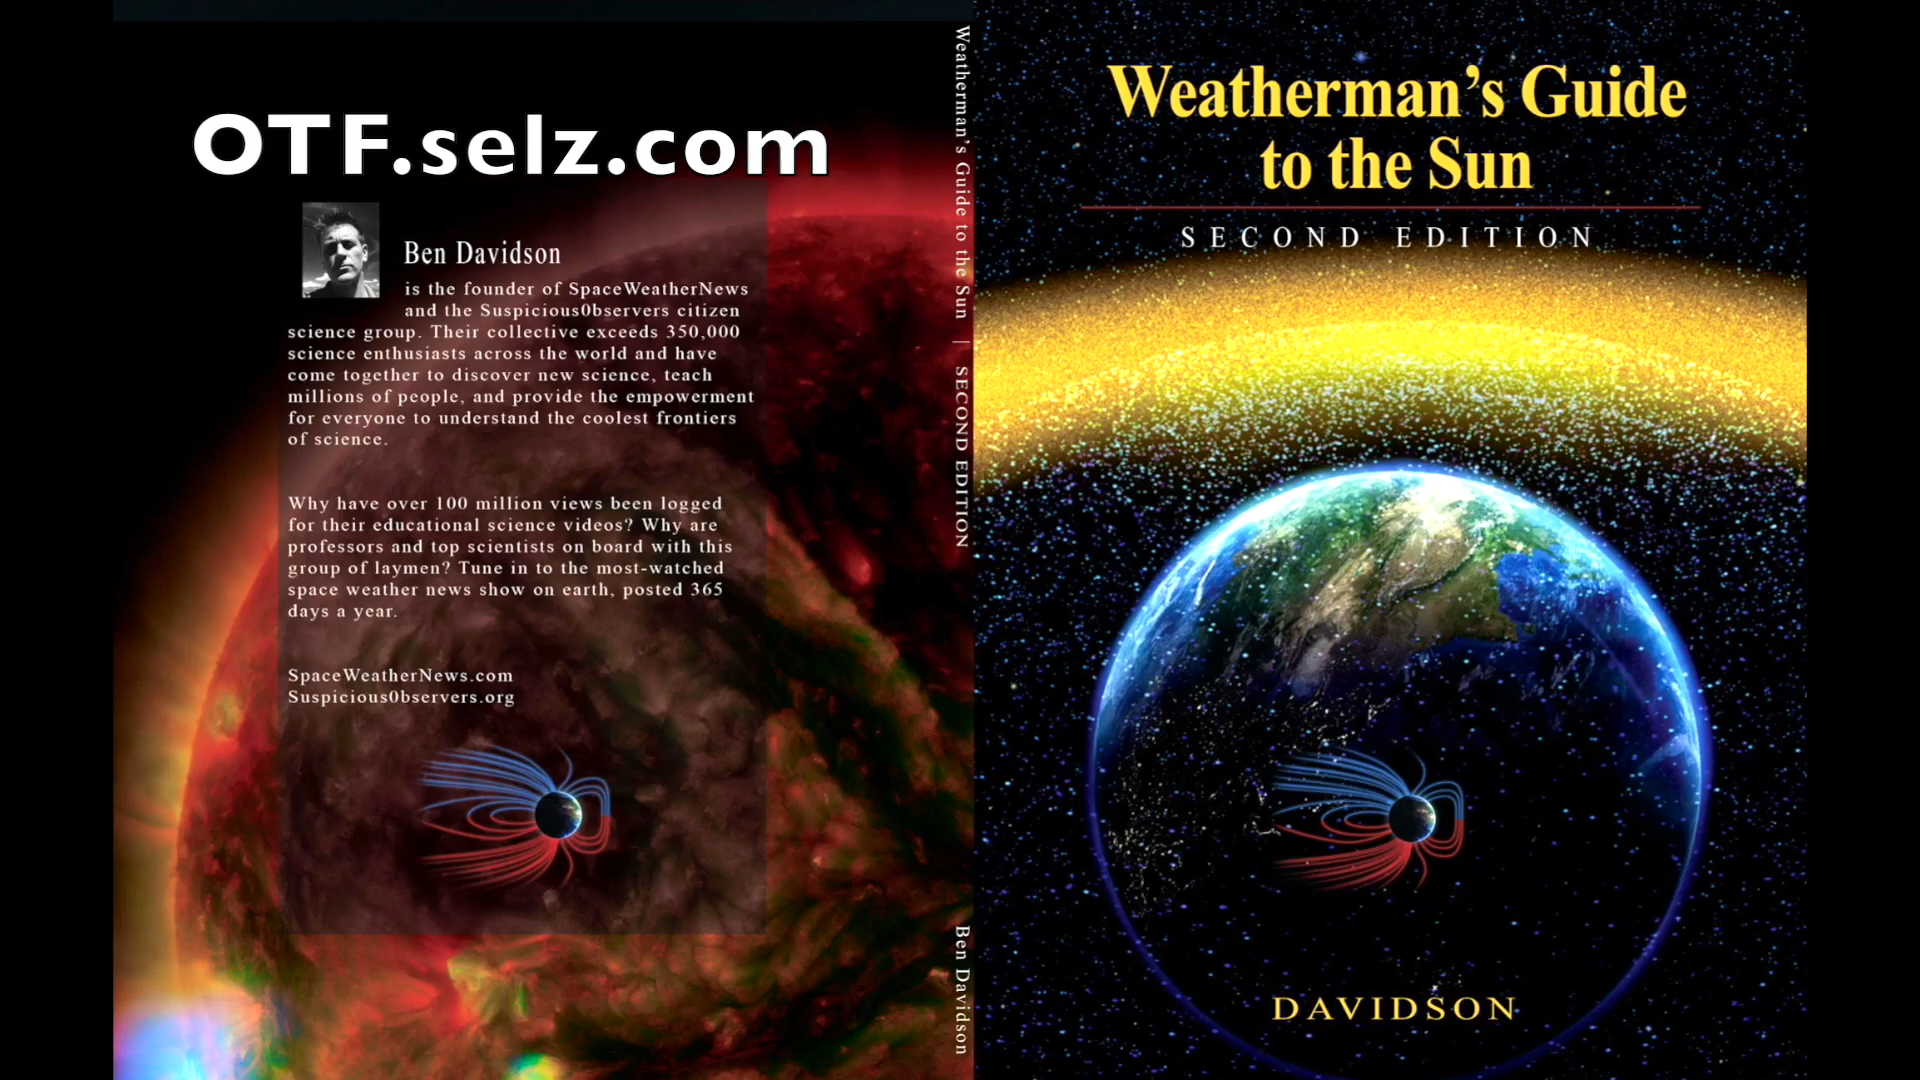 OTF.selz.com
Ben Davidson
is the founder of SpaceWeatherNews
and the Suspicious0bservers citizen
science group. Their collective exceeds 350,000
science enthusiasts across the world and have
come together to discover new science, teach
millions of people, and provide the empowerment
for everyone to understand the coolest frontiers
of science.
Why have over 100 million views been logged
for their educational science videos? Why are
professors and top scientists on board with this
group of laymen? Tune in to the most-watched
space weather news show on earth, posted 365
days a year.
SpaceWeatherNews.com
Suspicious0bservers.org
Weatherman's Guide to the Sun | SECOND EDITION
Ben Davidson
Weatherman's Guide
to the Sun
SECOND EDITION
DAVIDSON